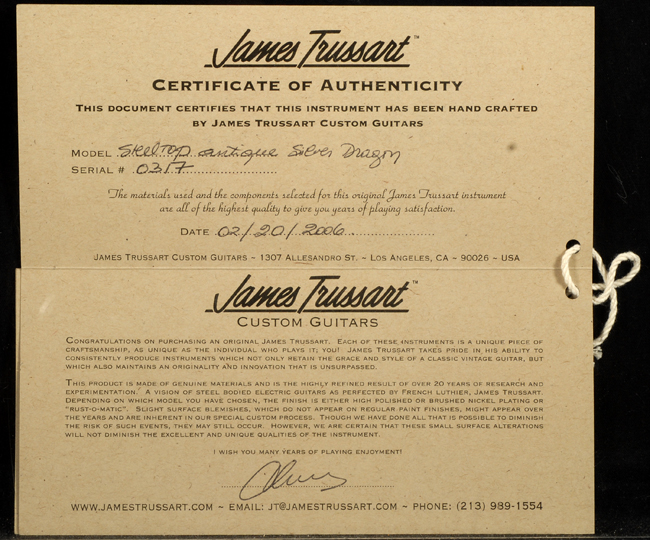 James Trussart™
CERTIFICATE OF AUTHENTICITY
THIS DOCUMENT CERTIFIES THAT THIS INSTRUMENT HAS BEEN HAND CRAFTED
BY JAMES TRUSSART CUSTOM GUITARS
MODEL Steeltop antique Silver Dragon
SERIAL # 0317
The materials used and the components selected for this original James Trussart instrument
are all of the highest quality to give you years of playing satisfaction.
DATE 02/20/2006
JAMES TRUSSART CUSTOM GUITARS ~ 1307 ALLESANDRO ST. ~ LOS ANGELES, CA ~ 90026 ~ USA
James Trussart™
CUSTOM GUITARS
CONGRATULATIONS ON PURCHASING AN ORIGINAL JAMES TRUSSART. EACH OF THESE INSTRUMENTS IS A UNIQUE PIECE OF
CRAFTSMANSHIP, AS UNIQUE AS THE INDIVIDUAL WHO PLAYS IT; YOU! JAMES TRUSSART TAKES PRIDE IN HIS ABILITY TO
CONSISTENTLY PRODUCE INSTRUMENTS WHICH NOT ONLY RETAIN THE GRACE AND STYLE OF A CLASSIC VINTAGE GUITAR, BUT
WHICH ALSO MAINTAINS AN ORIGINALITY AND INNOVATION THAT IS UNSURPASSED.
THIS PRODUCT IS MADE OF GENUINE MATERIALS AND IS THE HIGHLY REFINED RESULT OF OVER 20 YEARS OF RESEARCH AND
EXPERIMENTATION. A VISION OF STEEL BODIED ELECTRIC GUITARS AS PERFECTED BY FRENCH LUTHIER, JAMES TRUSSART.
DEPENDING ON WHICH MODEL YOU HAVE CHOSEN, THE FINISH IS EITHER HIGH POLISHED OR BRUSHED NICKEL PLATING OR
"RUST-O-MATIC". SLIGHT SURFACE BLEMISHES, WHICH DO NOT APPEAR ON REGULAR PAINT FINISHES, MIGHT APPEAR OVER
THE YEARS AND ARE INHERENT IN OUR SPECIAL CUSTOM PROCESS. THOUGH WE HAVE DONE ALL THAT IS POSSIBLE TO DIMINISH
THE RISK OF SUCH EVENTS, THEY MAY STILL OCCUR. HOWEVER, WE ARE CERTAIN THAT THESE SMALL SURFACE ALTERATIONS
WILL NOT DIMINISH THE EXCELLENT AND UNIQUE QUALITIES OF THE INSTRUMENT.
I WISH YOU MANY YEARS OF PLAYING ENJOYMENT!
WWW.JAMESTRUSSART.COM ~ EMAIL: JT@JAMESTRUSSART.COM ~ PHONE: (213) 989-1554